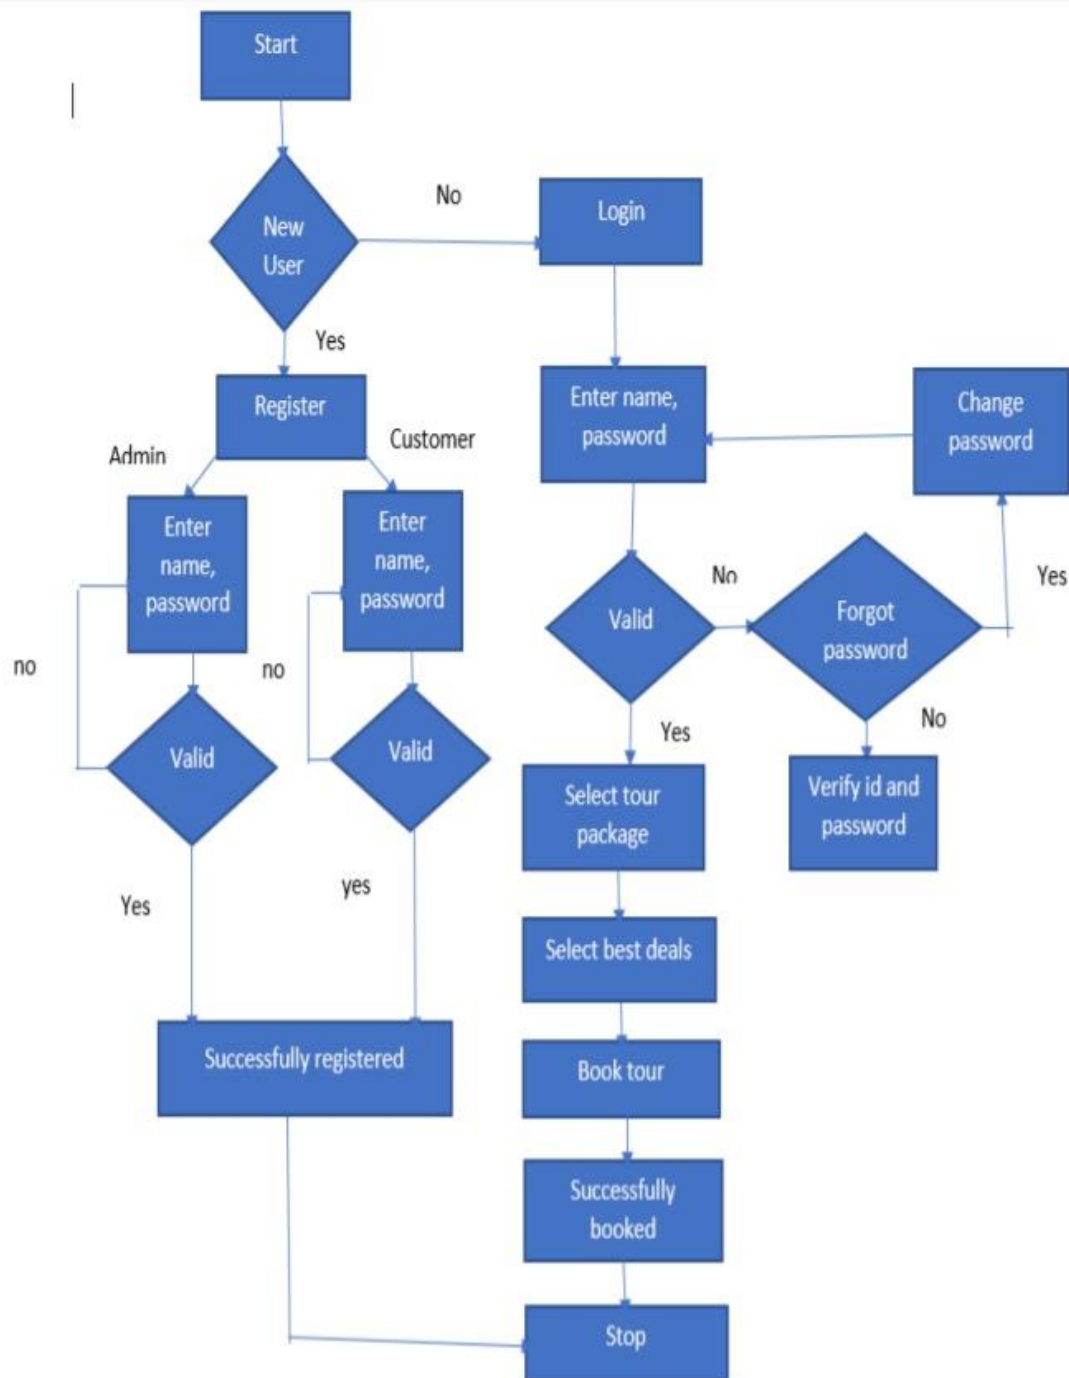 Start
New
User
No
Login
Yes
Register
Admin
Customer
Enter
name,
password
Enter
name,
password
no
no
Valid
Valid
Yes
yes
Successfully registered
Enter name,
password
Change
password
Valid
No
Forgot
password
Yes
No
Verify id and
password
Yes
Select tour
package
Select best deals
Book tour
Successfully
booked
Stop